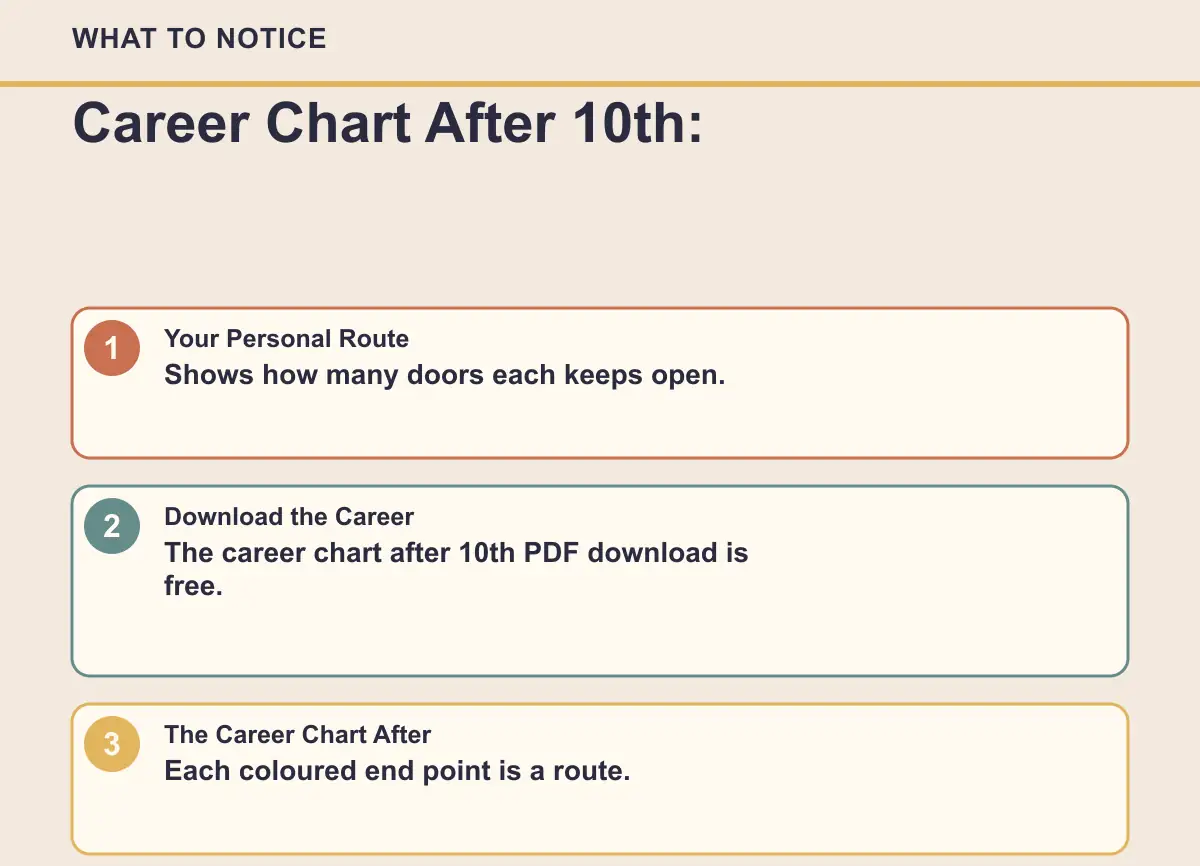 WHAT TO NOTICE
Career Chart After 10th:
1
Your Personal Route
Shows how many doors each keeps open.
2
Download the Career
The career chart after 10th PDF download is
free.
3
The Career Chart After
Each coloured end point is a route.